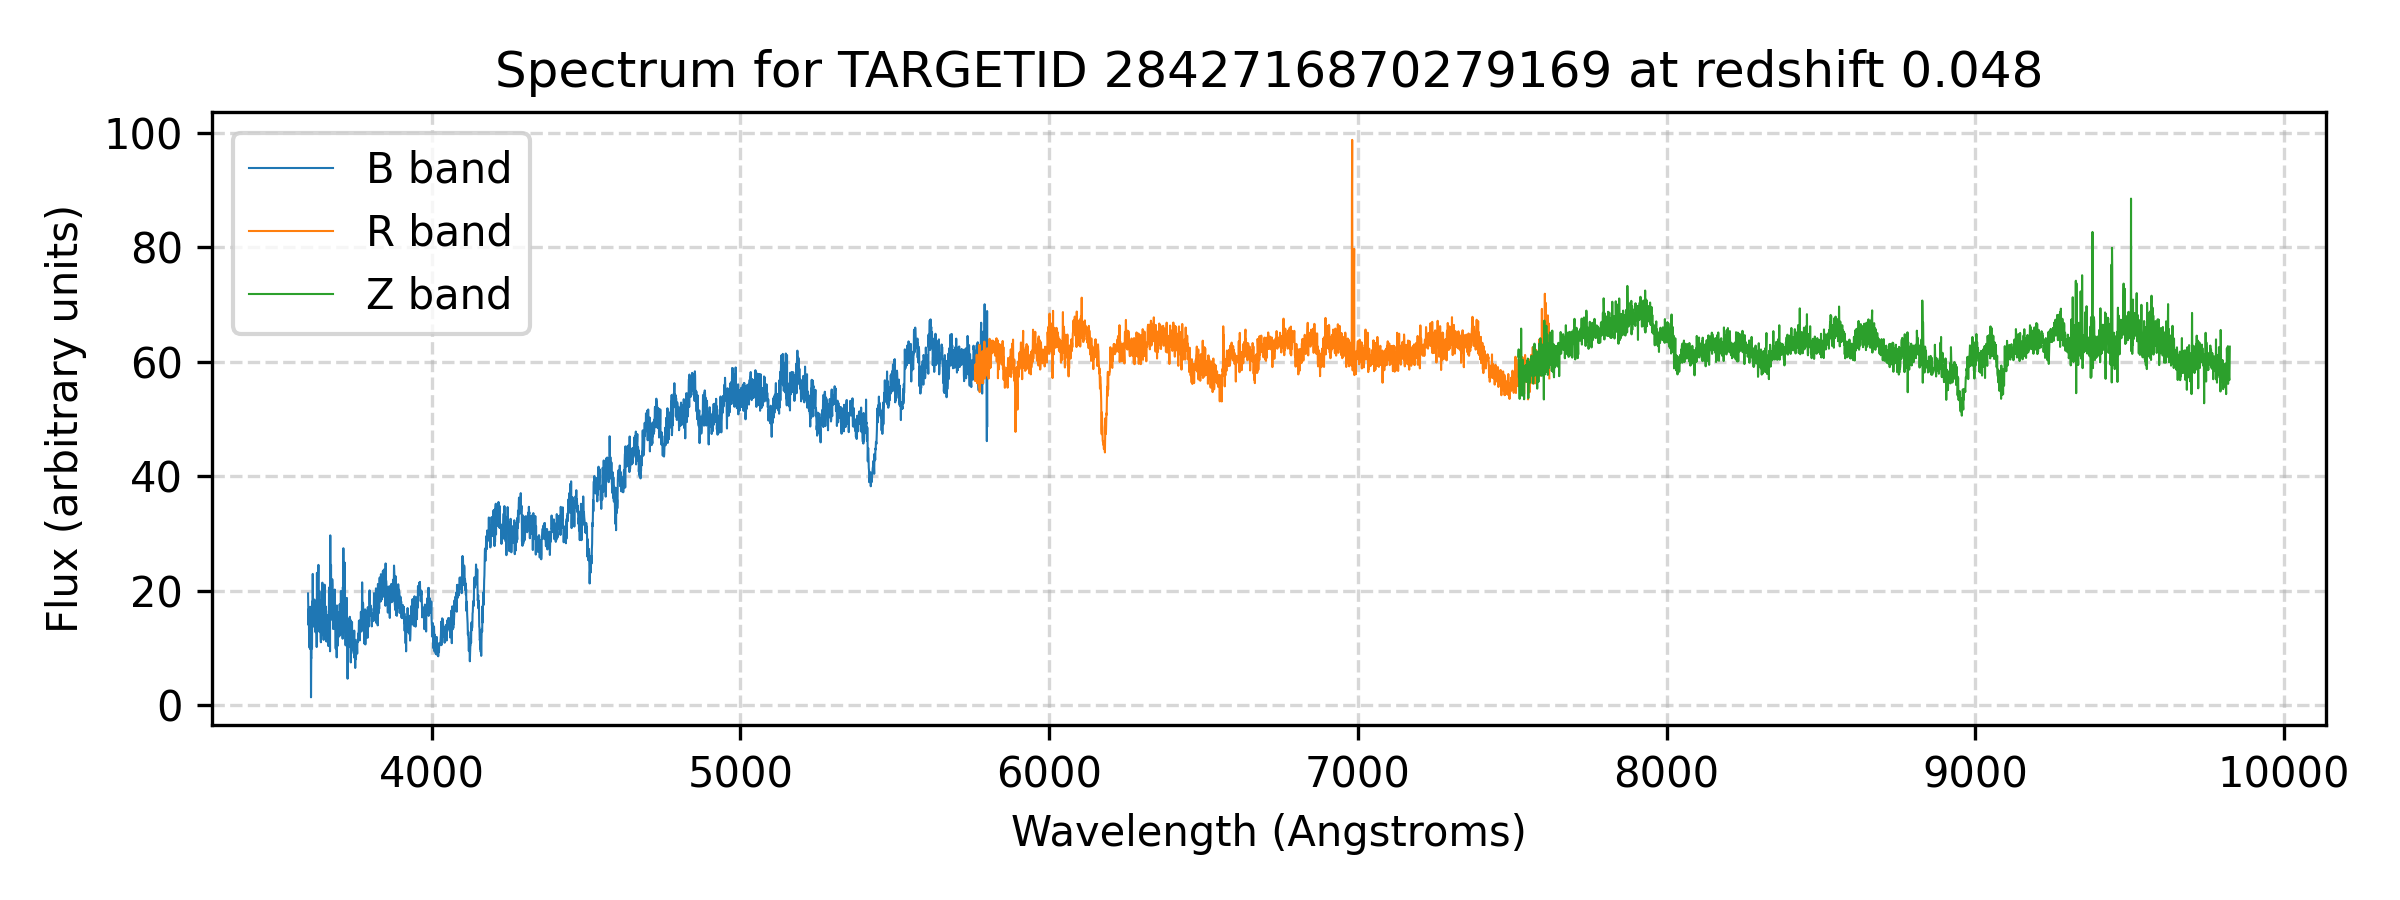 Spectrum for TARGETID 2842716870279169 at redshift 0.048
100
80
60
40
20
0
Flux (arbitrary units)
B band
R band
Z band
4000 5000 6000 7000 8000 9000 10000
Wavelength (Angstroms)